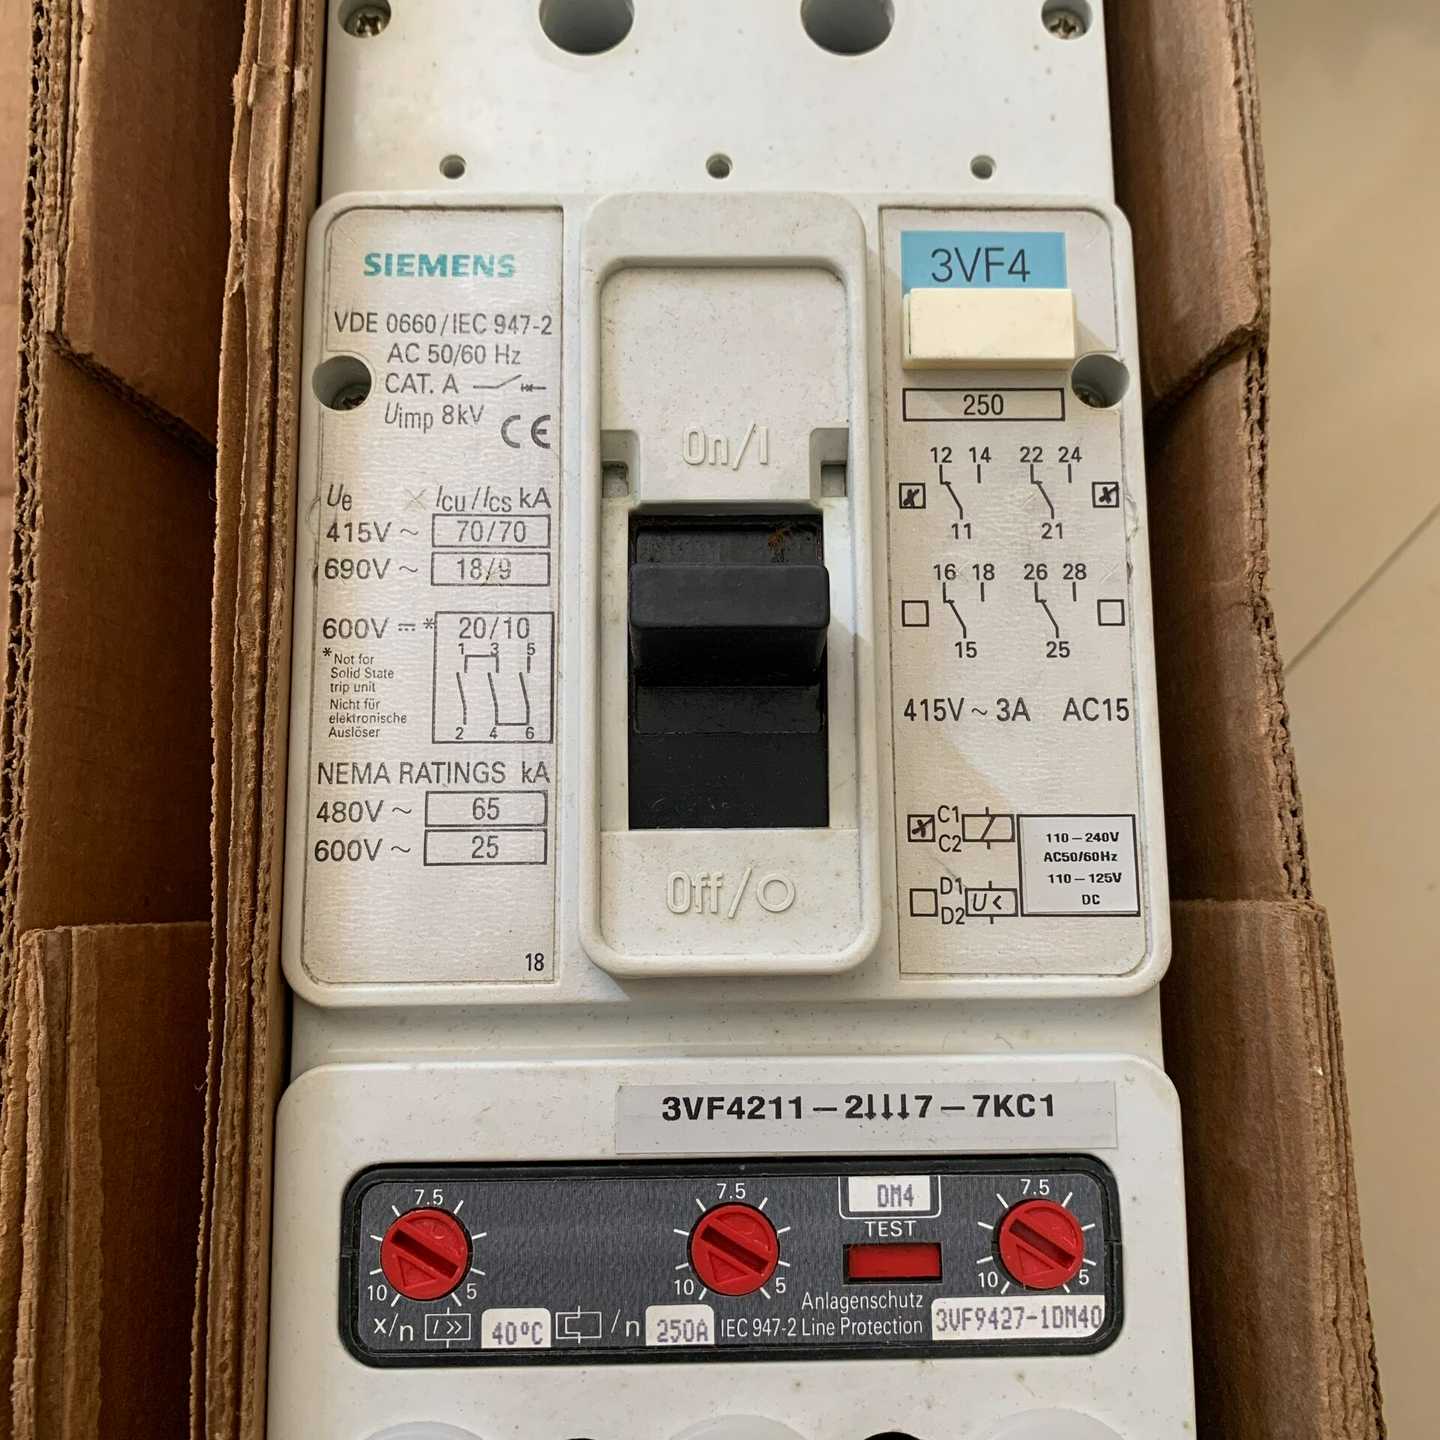 SIEMENS
VDE 0660/IEC 947-2
AC 50/60 Hz
CAT. A
Uimp 8kV
CE
Ue Icu/Ics kA
415V ~ 70/70
690V ~ 18/9
600V ⎓ * 20/10
1 3 5
* Not for
Solid State
trip unit
Nicht für
elektronische
Auslöser
2 4 6
NEMA RATINGS kA
480V ~ 65
600V ~ 25
18
On/I
Off/O
3VF4
250
12 14 22 24
x x
11 21
16 18 26 28
15 25
415V ~ 3A AC15
x C1
C2
110-240V
AC50/60Hz
110-125V
DC
D1
D2
U<
3VF4211-2↓↓↓7-7KC1
7.5 7.5 DM4 7.5
TEST
10 5 10 5 10 5
Anlagenschutz
x/n I>> 40°C /n 250A IEC 947-2 Line Protection 3VF9427-1DM40